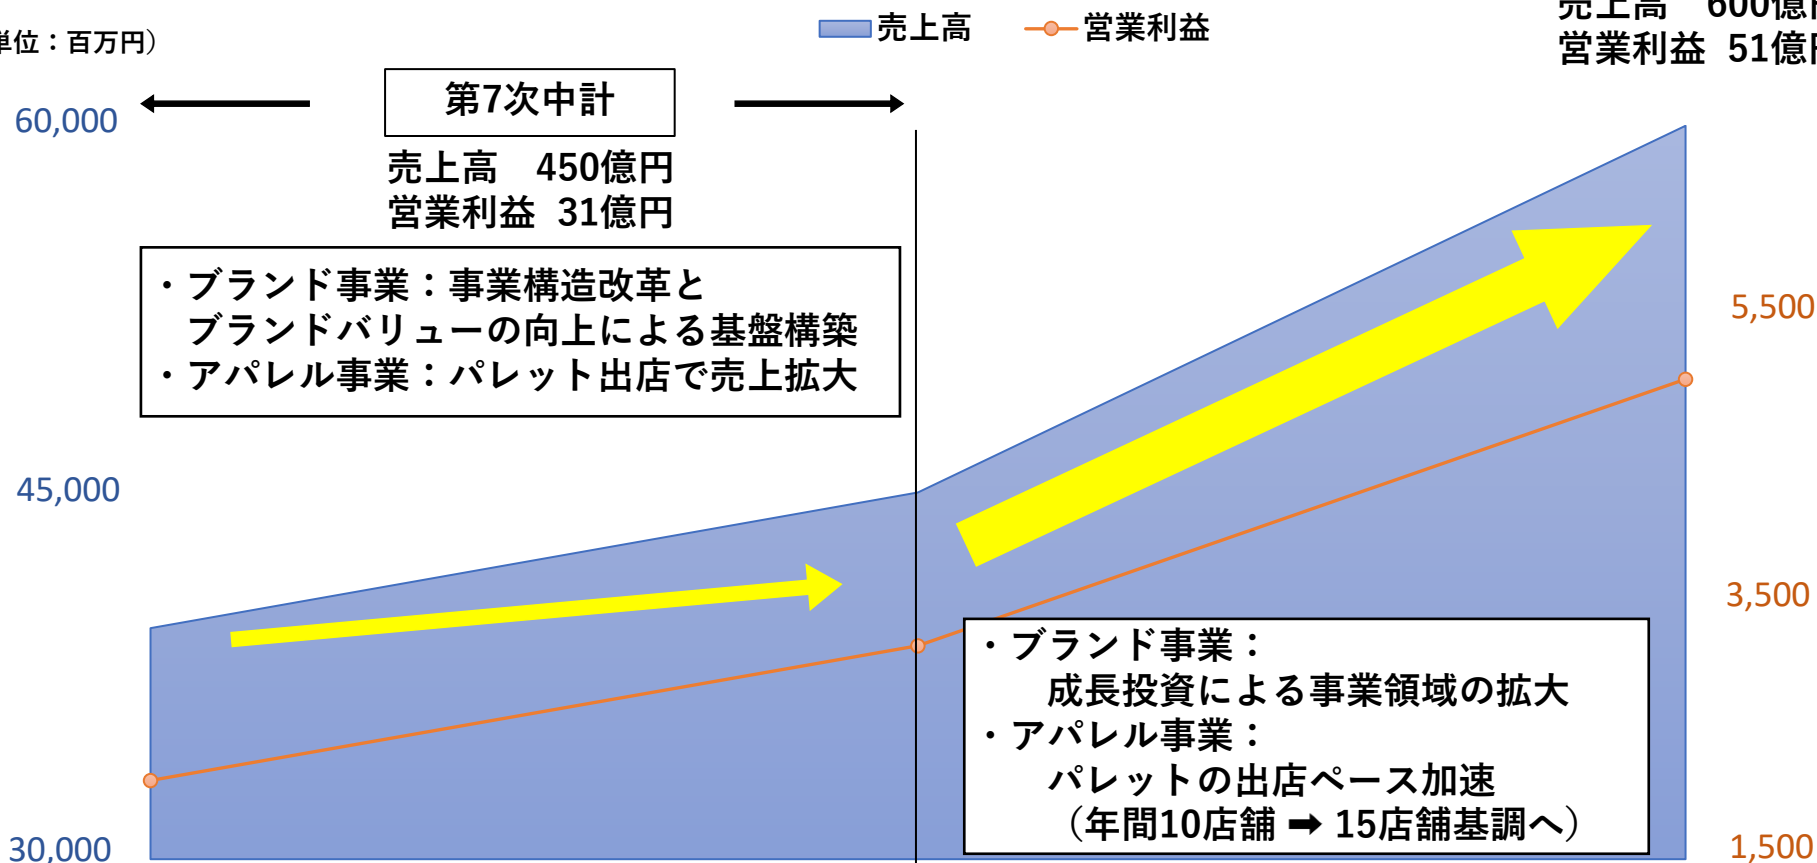 売上高 営業利益
売上高 600億円
営業利益 51億円
単位：百万円）
第7次中計
売上高 450億円
営業利益 31億円
・ブランド事業：事業構造改革と
ブランドバリューの向上による基盤構築
・アパレル事業：パレット出店で売上拡大
60,000
45,000
30,000
5,500
3,500
1,500
・ブランド事業：
成長投資による事業領域の拡大
・アパレル事業：
パレットの出店ペース加速
（年間10店舗 ➡ 15店舗基調へ）